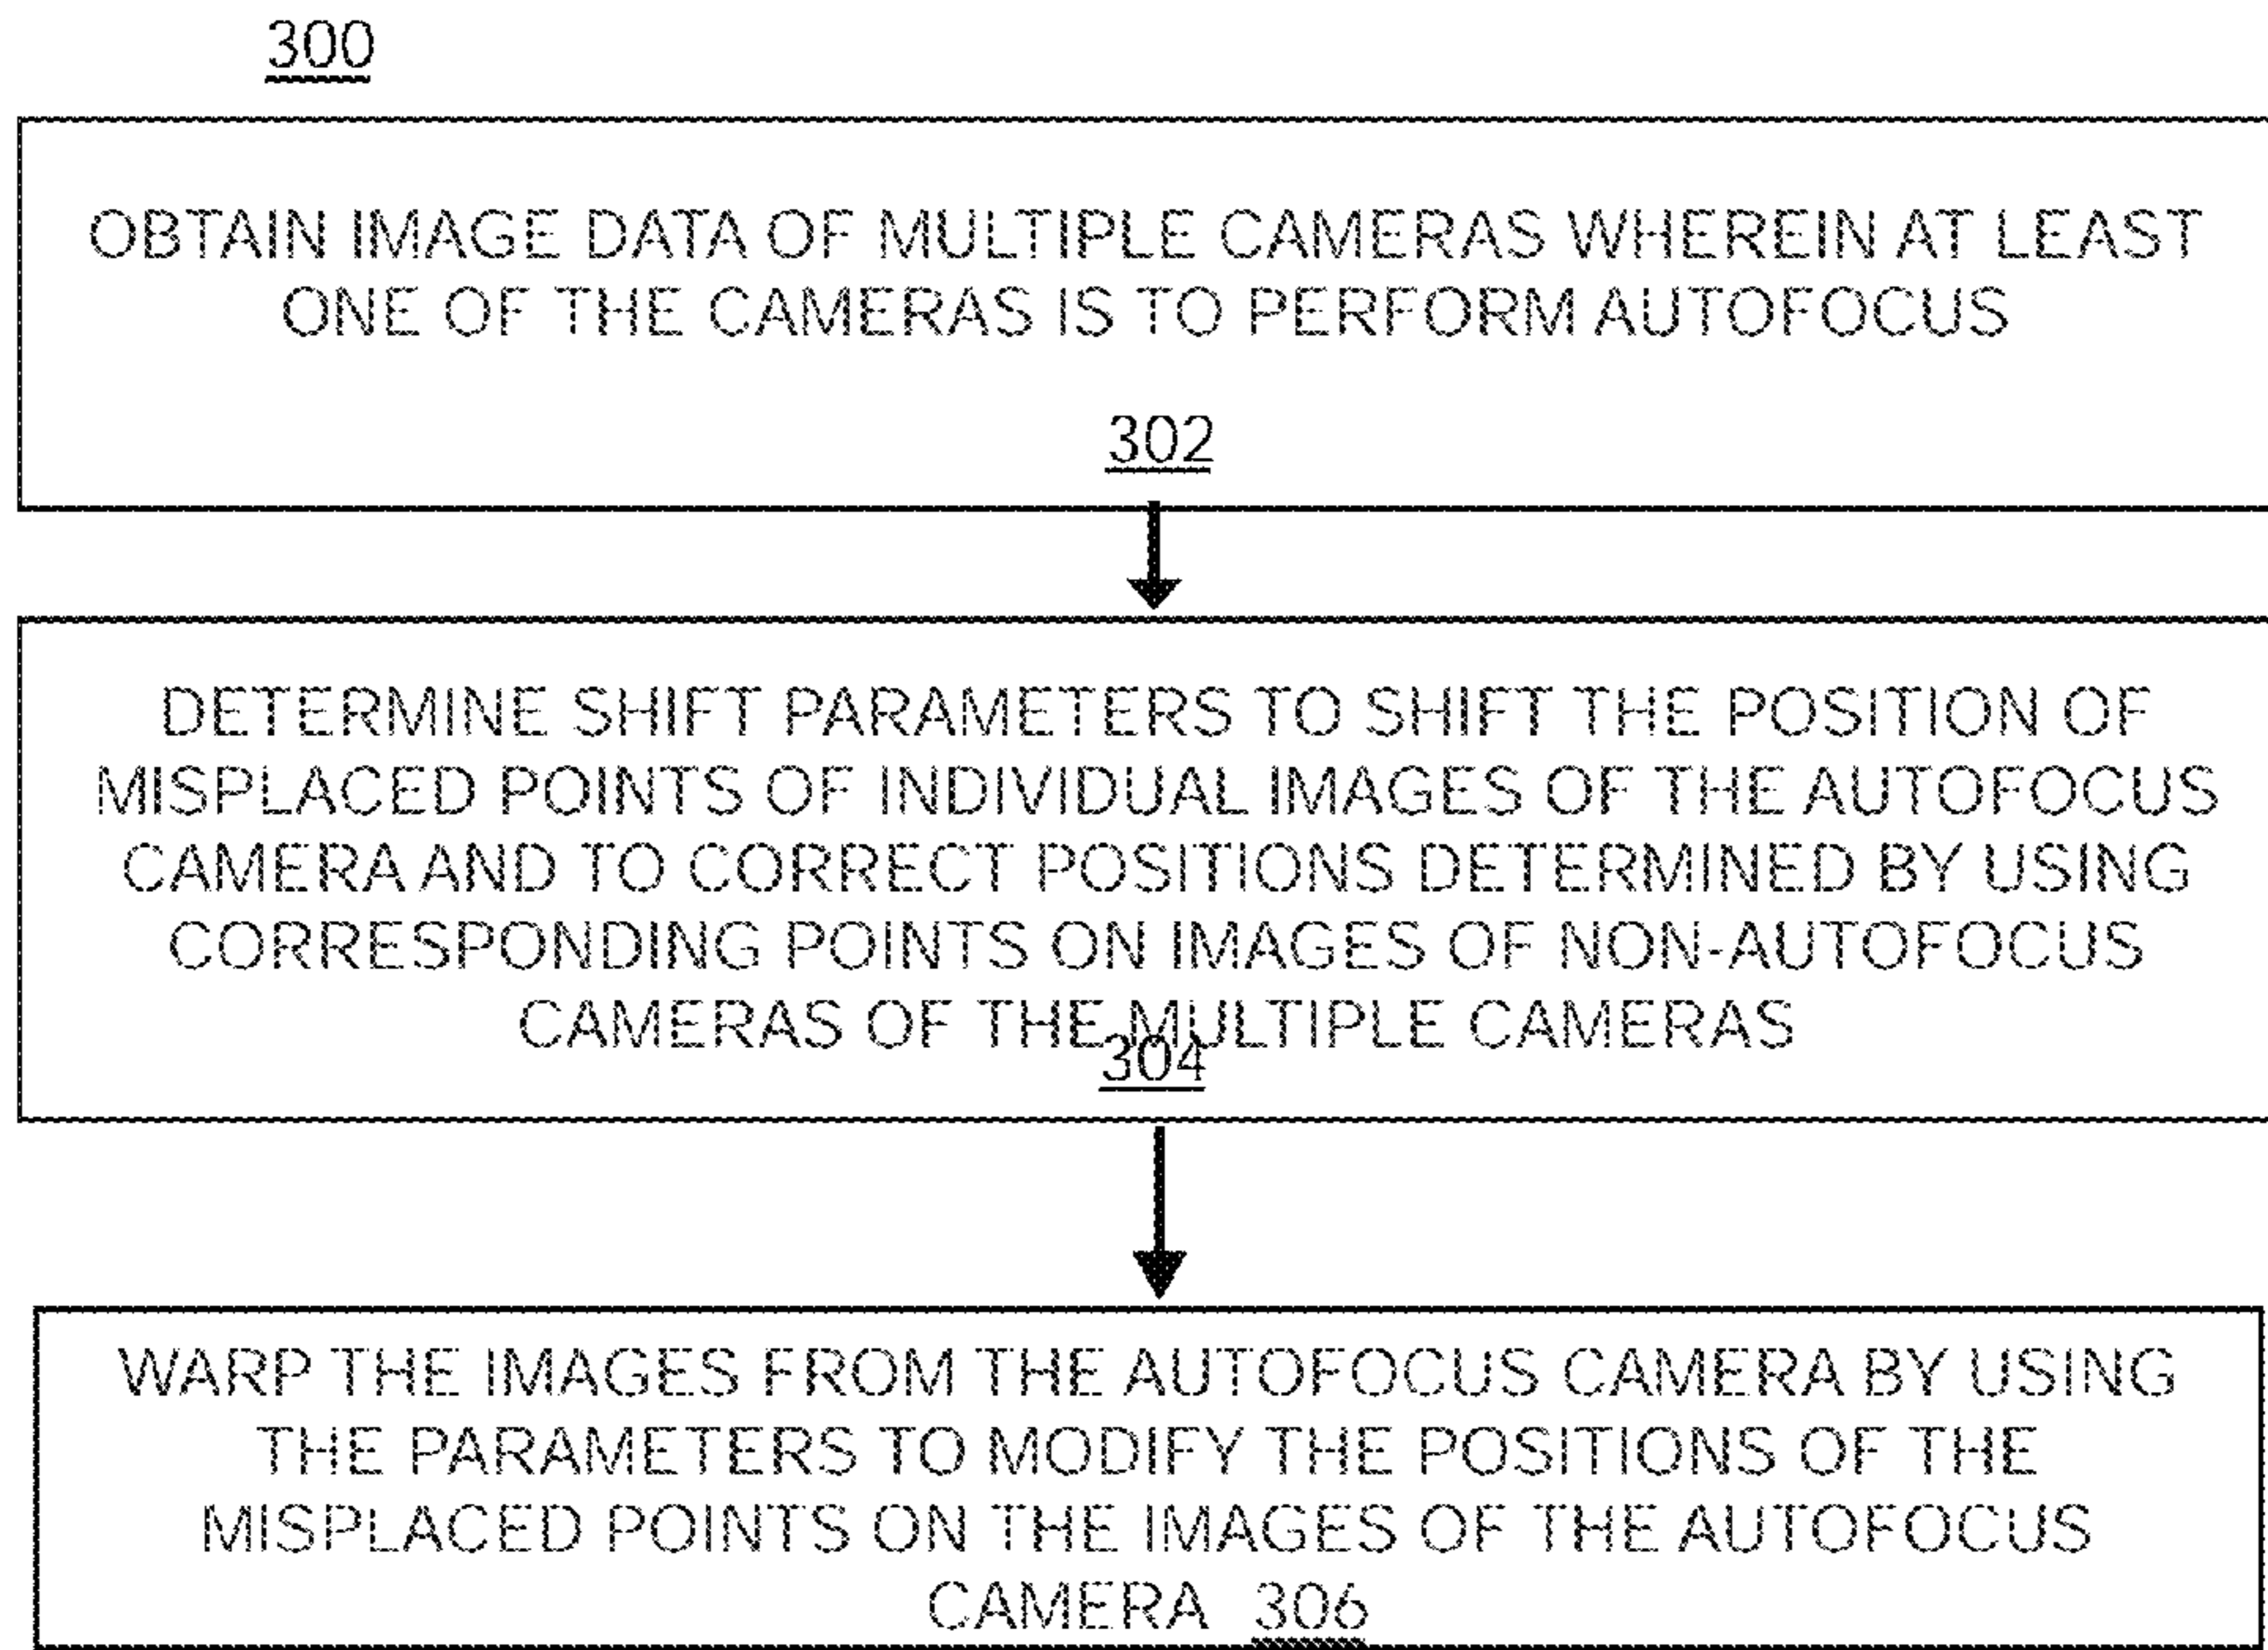 300
OBTAIN IMAGE DATA OF MULTIPLE CAMERAS WHEREIN AT LEAST
ONE OF THE CAMERAS IS TO PERFORM AUTOFOCUS
302
DETERMINE SHIFT PARAMETERS TO SHIFT THE POSITION OF
MISPLACED POINTS OF INDIVIDUAL IMAGES OF THE AUTOFOCUS
CAMERA AND TO CORRECT POSITIONS DETERMINED BY USING
CORRESPONDING POINTS ON IMAGES OF NON-AUTOFOCUS
CAMERAS OF THE MULTIPLE CAMERAS
304
WARP THE IMAGES FROM THE AUTOFOCUS CAMERA BY USING
THE PARAMETERS TO MODIFY THE POSITIONS OF THE
MISPLACED POINTS ON THE IMAGES OF THE AUTOFOCUS
CAMERA 306